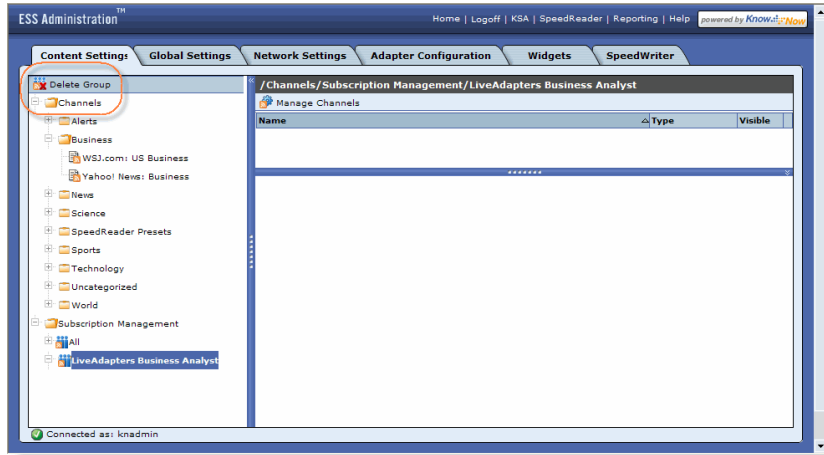 ESS Administration TM
Home | Logoff | KSA | SpeedReader | Reporting | Help
powered by KnowNow
Content Settings
Global Settings
Network Settings
Adapter Configuration
Widgets
SpeedWriter
Delete Group
Channels
Alerts
Business
WSJ.com: US Business
Yahoo! News: Business
News
Science
SpeedReader Presets
Sports
Technology
Uncategorized
World
Subscription Management
All
LiveAdapters Business Analyst
/Channels/Subscription Management/LiveAdapters Business Analyst
Manage Channels
Name Type Visible
Connected as: knadmin